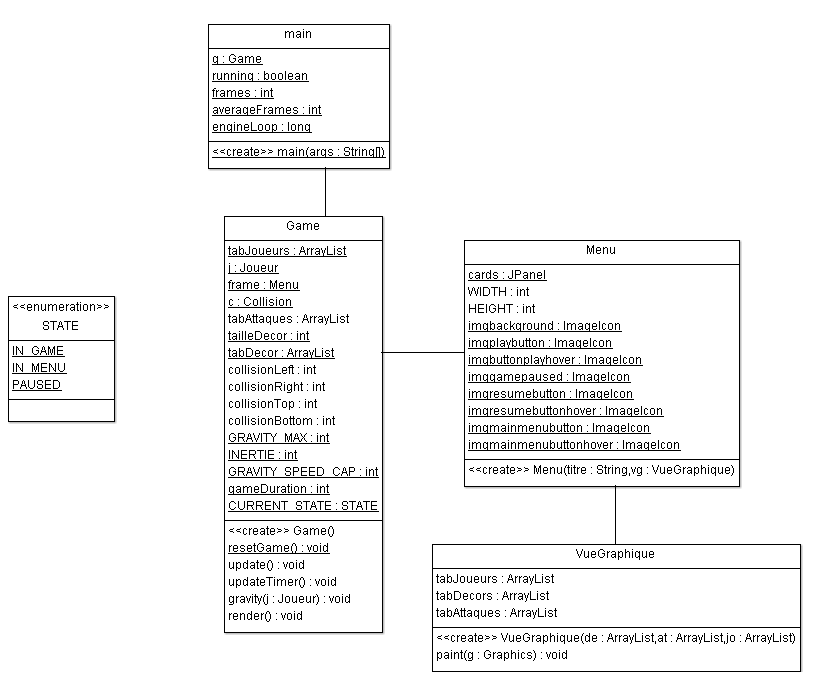 main
g : Game
running : boolean
frames : int
averageFrames : int
engineLoop : long
<<create>> main(args : String[])
Game
tabJoueurs : ArrayList
j : Joueur
frame : Menu
c : Collision
tabAttaques : ArrayList
tailleDecor : int
tabDecor : ArrayList
collisionLeft : int
collisionRight : int
collisionTop : int
collisionBottom : int
GRAVITY_MAX : int
INERTIE : int
GRAVITY_SPEED_CAP : int
gameDuration : int
CURRENT_STATE : STATE
<<create>> Game()
resetGame() : void
update() : void
updateTimer() : void
gravity(j : Joueur) : void
render() : void
<<enumeration>>
STATE
IN_GAME
IN_MENU
PAUSED
Menu
cards : JPanel
WIDTH : int
HEIGHT : int
imgbackground : ImageIcon
imgplaybutton : ImageIcon
imgbuttonplayhover : ImageIcon
imggamepaused : ImageIcon
imgresumebutton : ImageIcon
imgresumebuttonhover : ImageIcon
imgmainmenubutton : ImageIcon
imgmainmenubuttonhover : ImageIcon
<<create>> Menu(titre : String,vg : VueGraphique)
VueGraphique
tabJoueurs : ArrayList
tabDecors : ArrayList
tabAttaques : ArrayList
<<create>> VueGraphique(de : ArrayList,at : ArrayList,jo : ArrayList)
paint(g : Graphics) : void